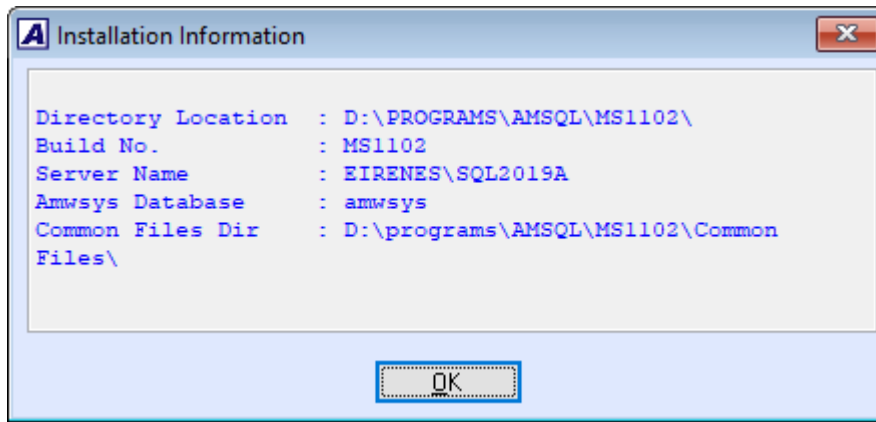 A Installation Information
Directory Location : D:\PROGRAMS\AMSQL\MS1102\
Build No. : MS1102
Server Name : EIRENES\SQL2019A
Amwsys Database : amwsys
Common Files Dir : D:\programs\AMSQL\MS1102\Common
Files\
OK